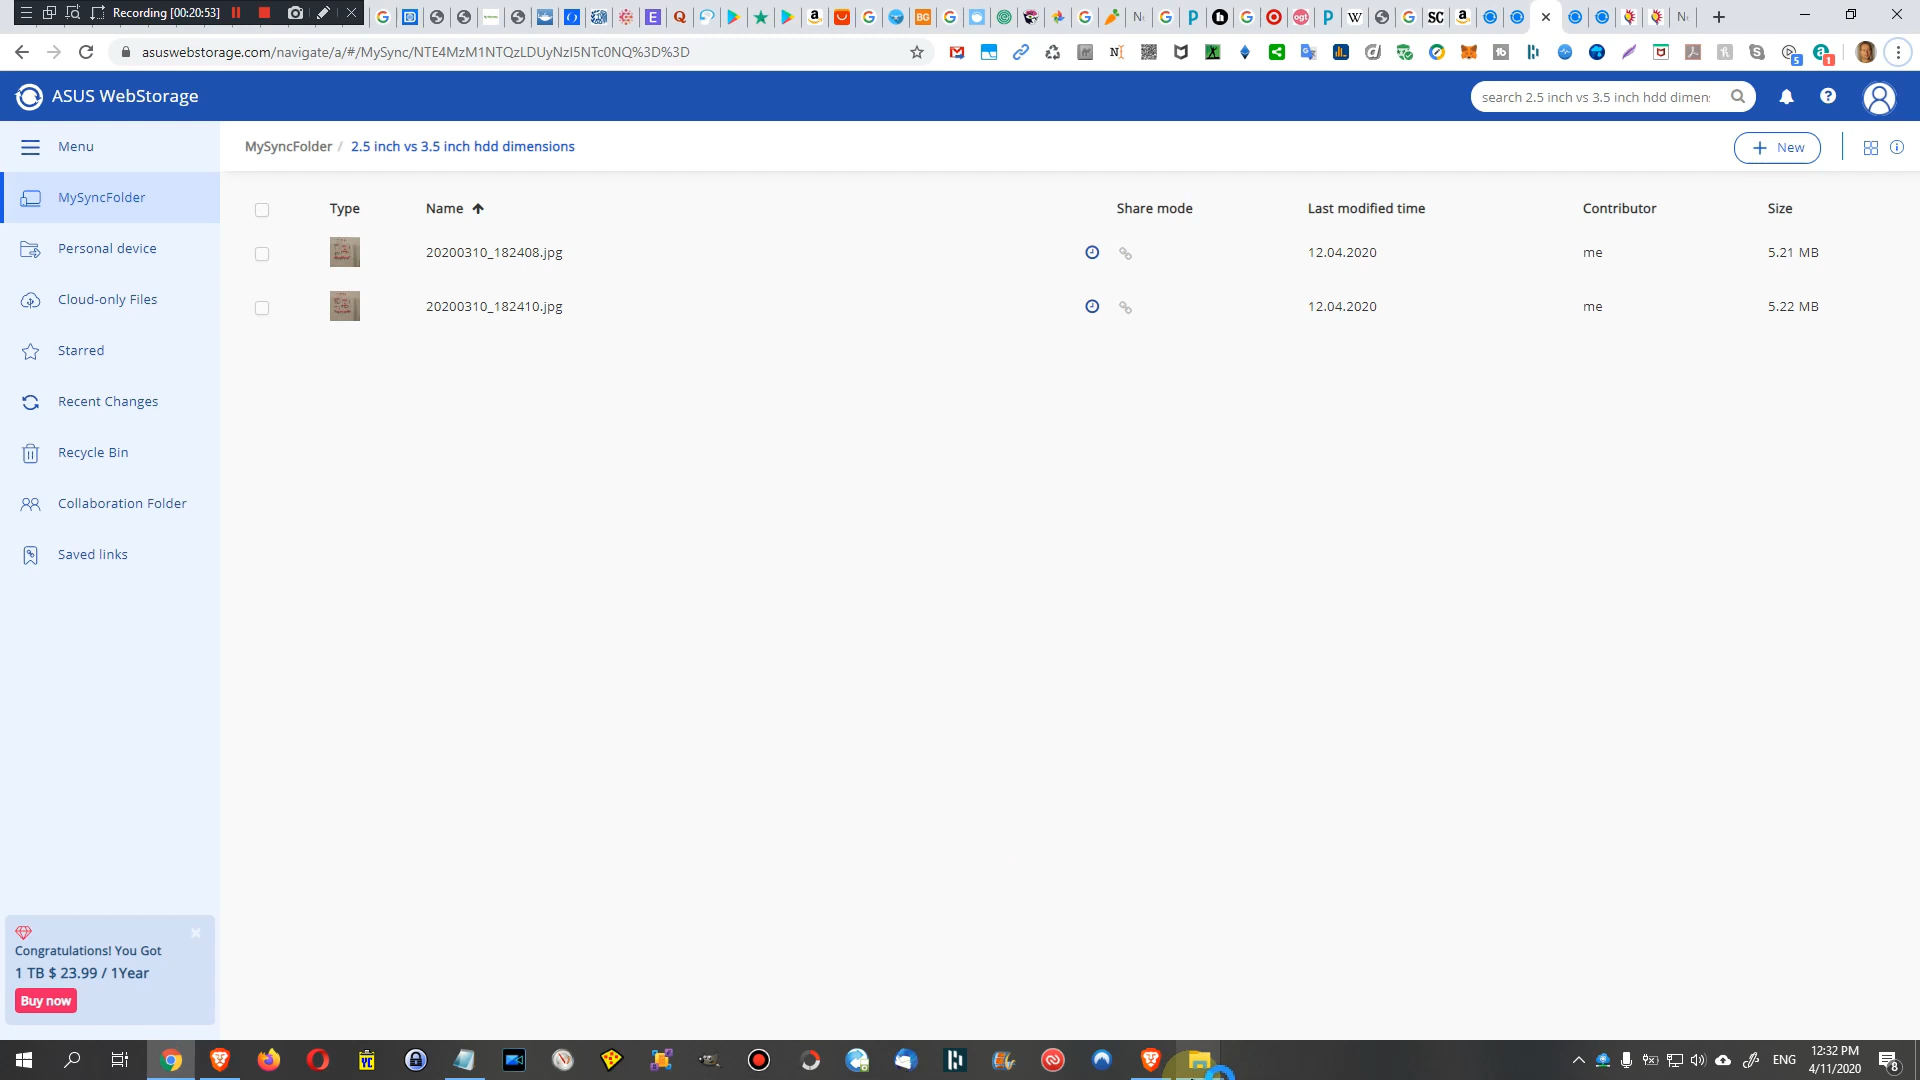 Recording [00:20:53]
asuswebstorage.com/navigate/a/#/MySync/NTE4MzM1NTQzLDUyNzI5NTc0NQ%3D%3D
ASUS WebStorage
search 2.5 inch vs 3.5 inch hdd dimen
Menu
MySyncFolder / 2.5 inch vs 3.5 inch hdd dimensions
New
MySyncFolder
Personal device
Cloud-only Files
Starred
Recent Changes
Recycle Bin
Collaboration Folder
Saved links
Type Name Share mode Last modified time Contributor Size
20200310_182408.jpg 12.04.2020 me 5.21 MB
20200310_182410.jpg 12.04.2020 me 5.22 MB
Congratulations! You Got
1 TB $ 23.99 / 1Year
Buy now
ENG
12:32 PM
4/11/2020
8